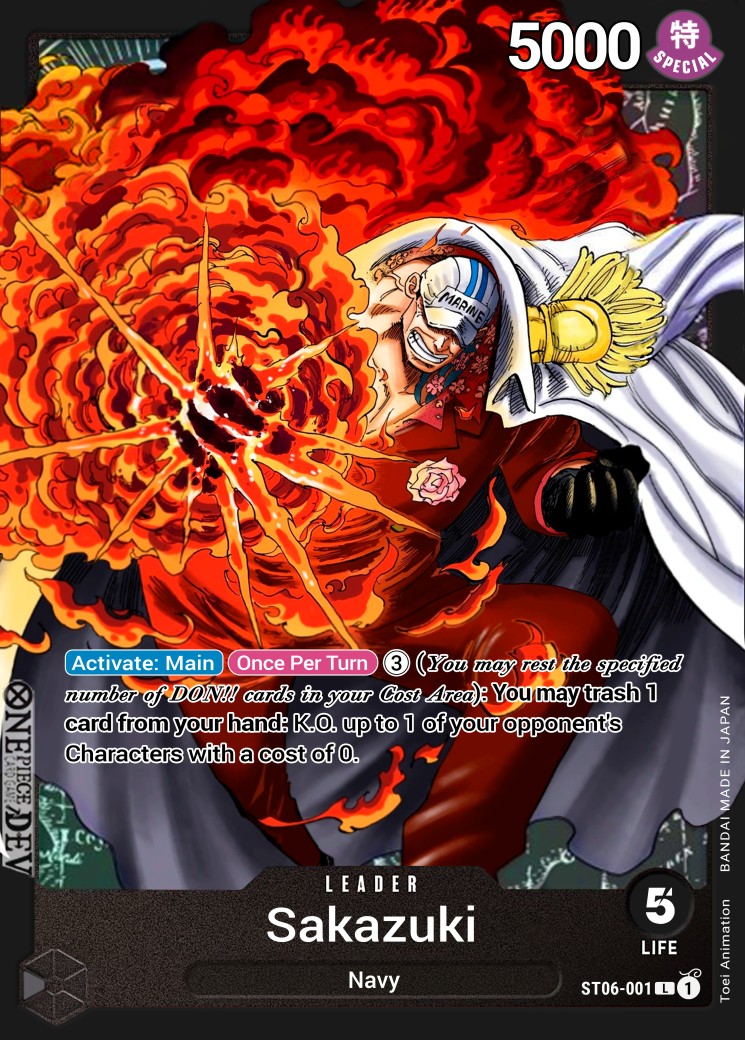 5000
特
SPECIAL
MARINE
Activate: Main Once Per Turn ③ (You may rest the specified
number of DON!! cards in your Cost Area): You may trash 1
card from your hand: K.O. up to 1 of your opponent's
Characters with a cost of 0.
ONE PIECE
CARD GAME
DEV
BANDAI MADE IN JAPAN
Toei Animation
LEADER
Sakazuki
5
LIFE
Navy
ST06-001 L 1